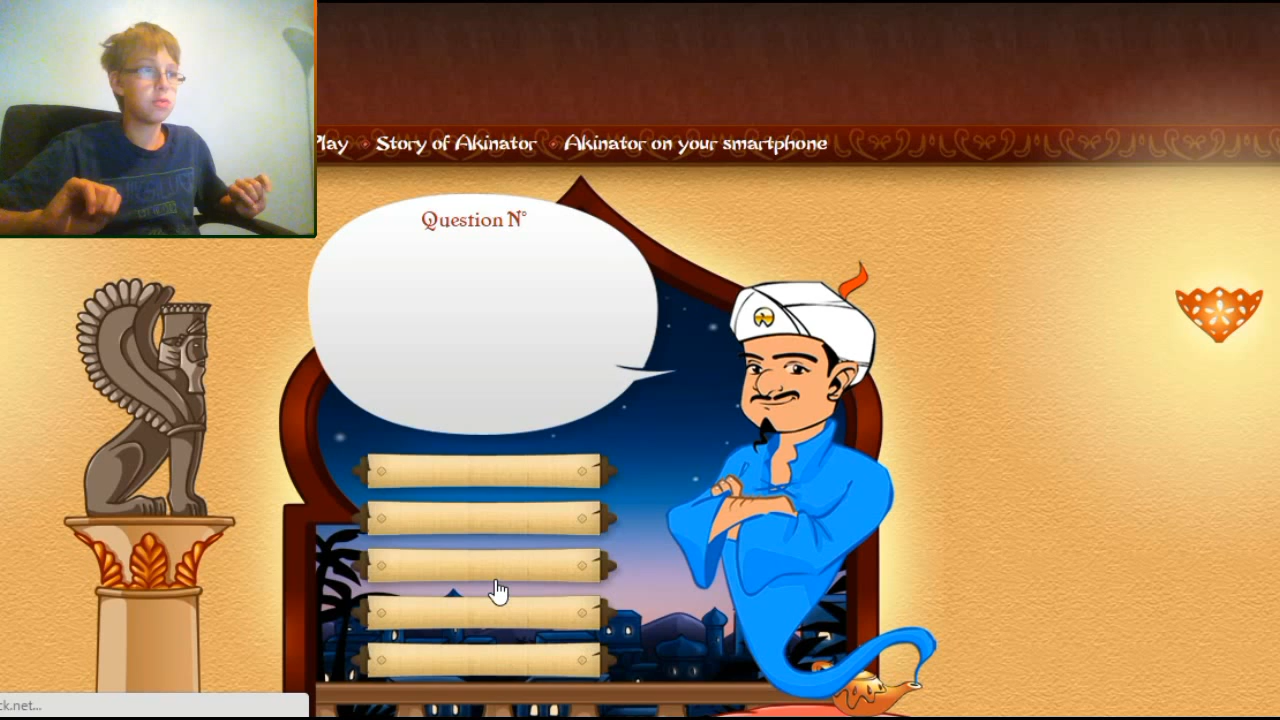 Play • Story of Akinator • Akinator on your smartphone
Question N°
ck.net...